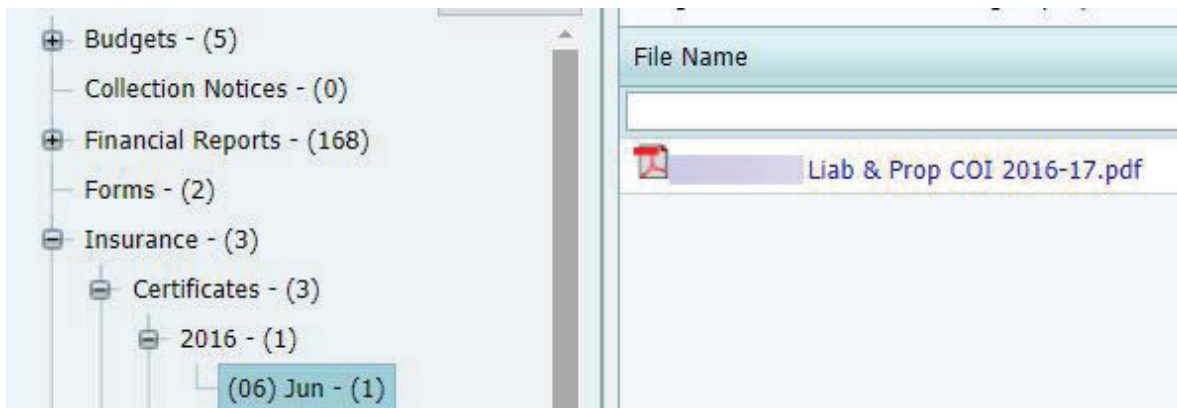 Budgets - (5)
Collection Notices - (0)
Financial Reports - (168)
Forms - (2)
Insurance - (3)
Certificates - (3)
2016 - (1)
(06) Jun - (1)
File Name
Liab & Prop COI 2016-17.pdf